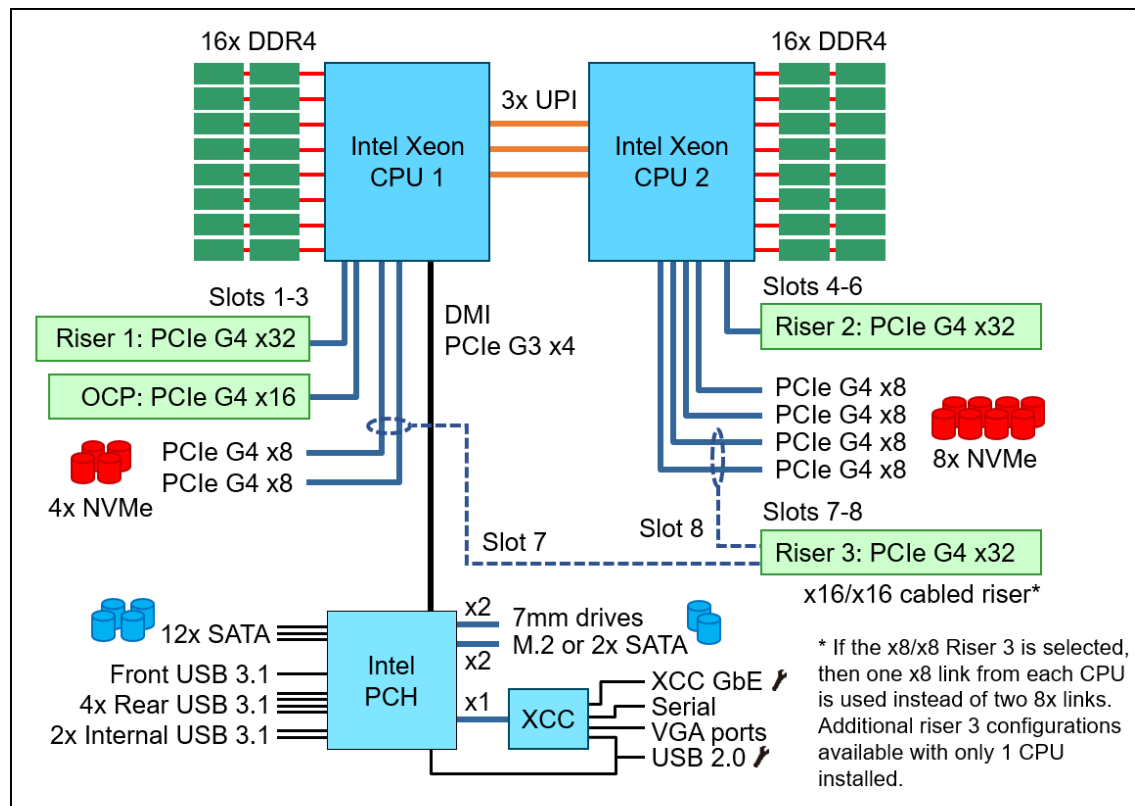 16x DDR4
16x DDR4
3x UPI
Intel Xeon
CPU 1
Intel Xeon
CPU 2
Slots 1-3
Riser 1: PCIe G4 x32
OCP: PCIe G4 x16
PCIe G4 x8
PCIe G4 x8
4x NVMe
DMI
PCIe G3 x4
Slots 4-6
Riser 2: PCIe G4 x32
PCIe G4 x8
PCIe G4 x8
PCIe G4 x8
PCIe G4 x8
8x NVMe
Slot 7
Slot 8
Slots 7-8
Riser 3: PCIe G4 x32
x16/x16 cabled riser*
12x SATA
Front USB 3.1
4x Rear USB 3.1
2x Internal USB 3.1
Intel
PCH
x2
7mm drives
M.2 or 2x SATA
x2
x1
XCC
XCC GbE
Serial
VGA ports
USB 2.0
* If the x8/x8 Riser 3 is selected,
then one x8 link from each CPU
is used instead of two 8x links.
Additional riser 3 configurations
available with only 1 CPU
installed.